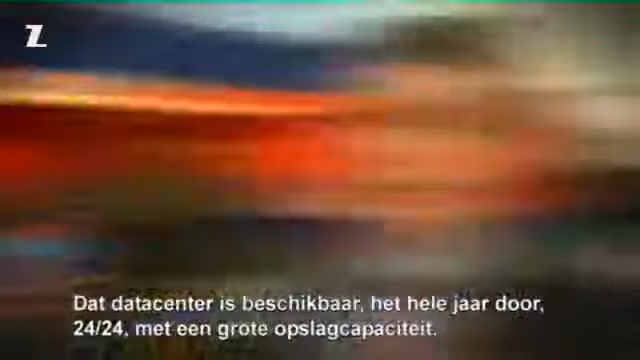 Z
Dat datacenter is beschikbaar, het hele jaar door,
24/24, met een grote opslagcapaciteit.